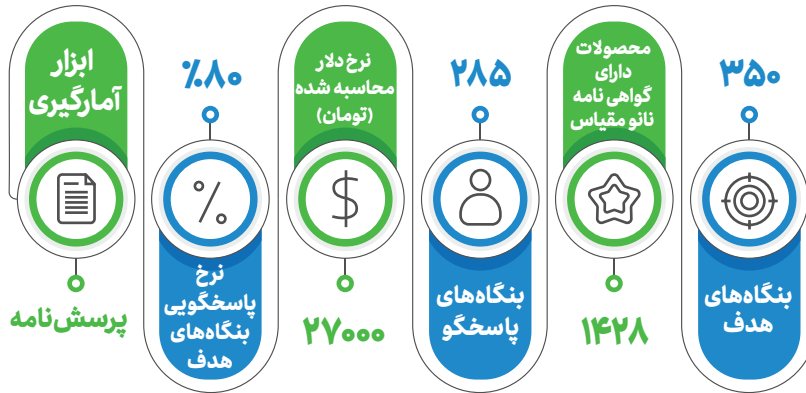 ۳۵۰
بنگاه‌های
هدف
محصولات
دارای
گواهی نامه
نانو مقیاس
۱۴۲۸
۲۸۵
بنگاه‌های
پاسخگو
نرخ دلار
محاسبه شده
(تومان)
۲۷۰۰۰
٪۸۰
نرخ
پاسخگویی
بنگاه‌های
هدف
ابزار
آمارگیری
پرسش‌نامه